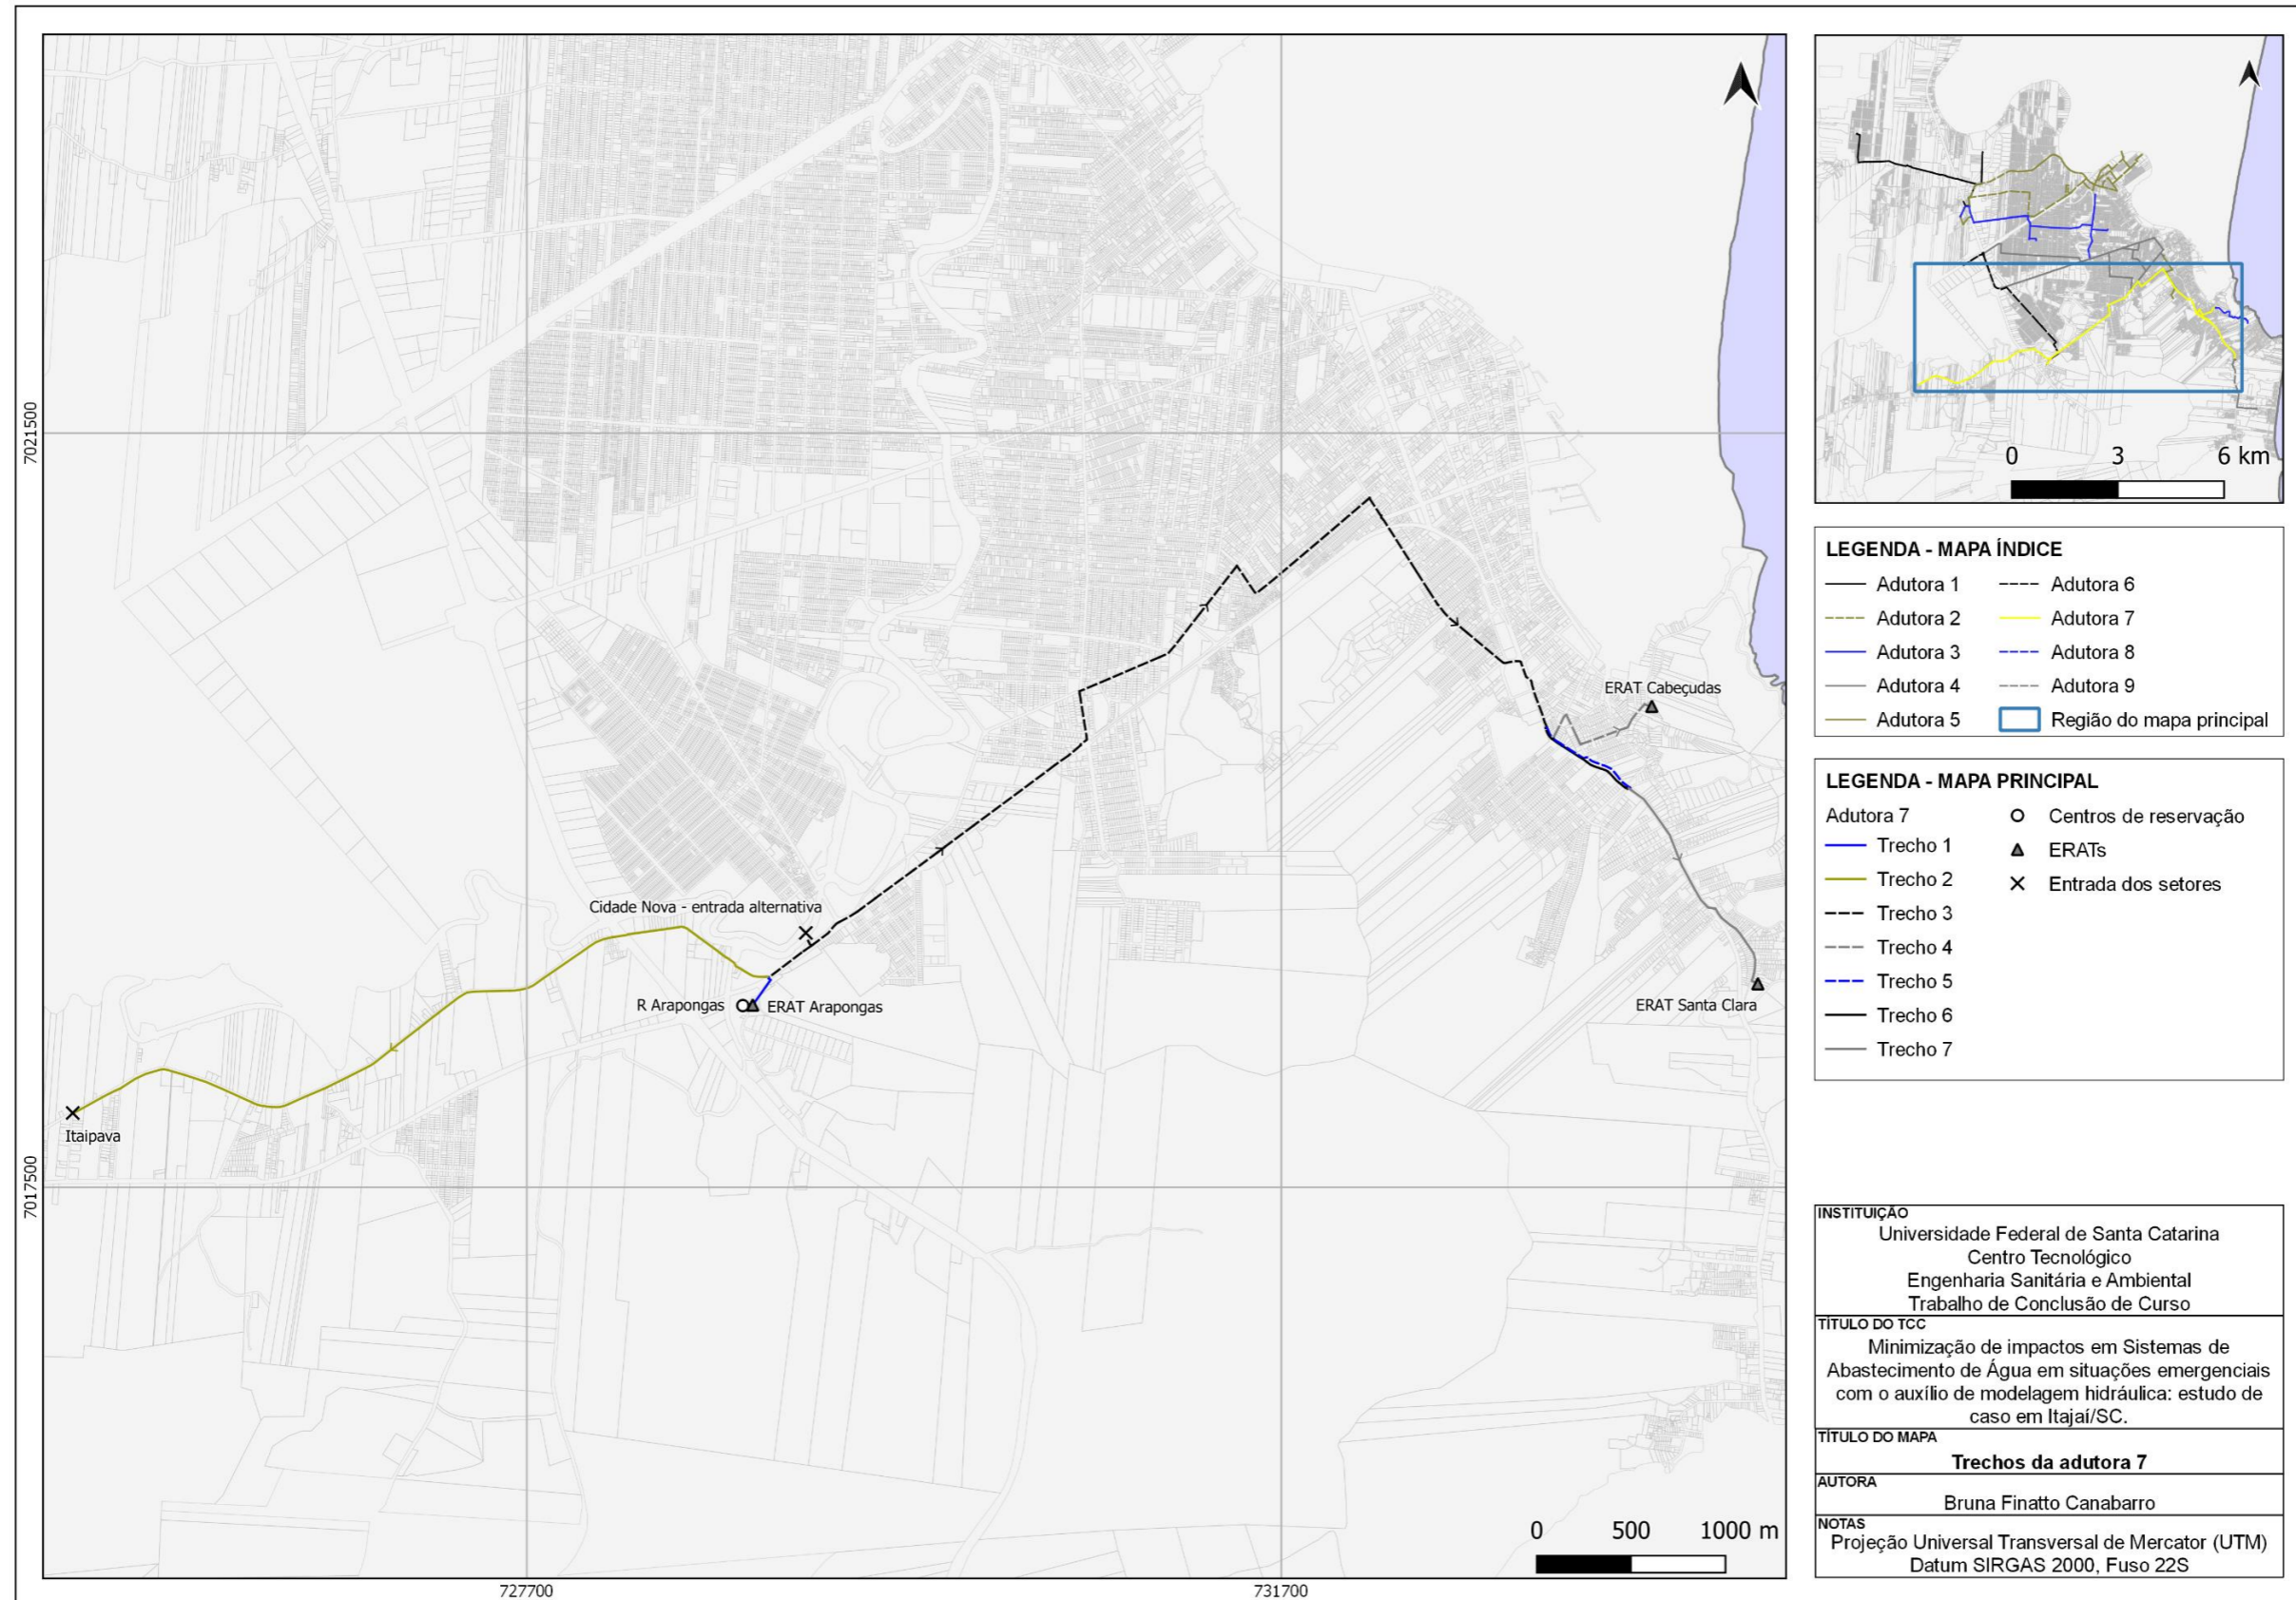 7021500
7017500
727700
731700
Cidade Nova - entrada alternativa
R Arapongas
ERAT Arapongas
Itaipava
ERAT Cabeçudas
ERAT Santa Clara
0 500 1000 m
0 3 6 km
LEGENDA - MAPA ÍNDICE
Adutora 1
Adutora 2
Adutora 3
Adutora 4
Adutora 5
Adutora 6
Adutora 7
Adutora 8
Adutora 9
Região do mapa principal
LEGENDA - MAPA PRINCIPAL
Adutora 7
Trecho 1
Trecho 2
Trecho 3
Trecho 4
Trecho 5
Trecho 6
Trecho 7
Centros de reservação
ERATs
Entrada dos setores
INSTITUIÇÃO
Universidade Federal de Santa Catarina
Centro Tecnológico
Engenharia Sanitária e Ambiental
Trabalho de Conclusão de Curso
TÍTULO DO TCC
Minimização de impactos em Sistemas de
Abastecimento de Água em situações emergenciais
com o auxílio de modelagem hidráulica: estudo de
caso em Itajaí/SC.
TÍTULO DO MAPA
Trechos da adutora 7
AUTORA
Bruna Finatto Canabarro
NOTAS
Projeção Universal Transversal de Mercator (UTM)
Datum SIRGAS 2000, Fuso 22S